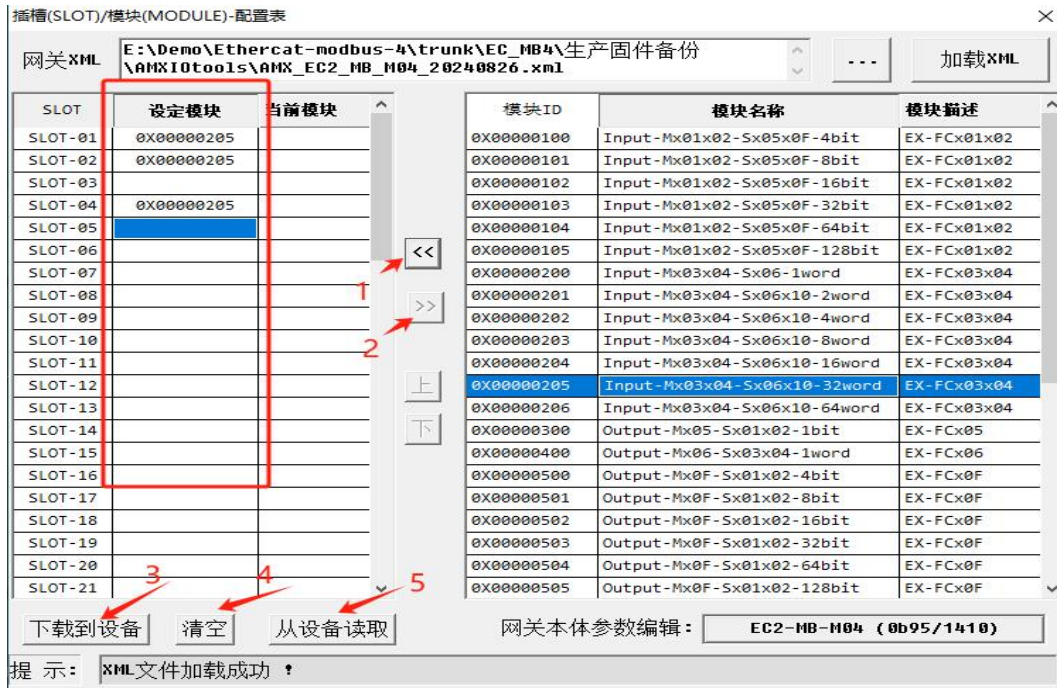 插槽(SLOT)/模块(MODULE)-配置表
网关XML
E:\Demo\Ethercat-modbus-4\trunk\EC_MB4\生产固件备份
\AMXIOtools\AMX_EC2_MB_M04_20240826.xml
...
加载XML
SLOT 设定模块 当前模块 模块ID 模块名称 模块描述
SLOT-01 0X00000205 0X00000100 Input-Mx01x02-Sx05x0F-4bit EX-FCx01x02
SLOT-02 0X00000205 0X00000101 Input-Mx01x02-Sx05x0F-8bit EX-FCx01x02
SLOT-03 0X00000102 Input-Mx01x02-Sx05x0F-16bit EX-FCx01x02
SLOT-04 0X00000205 0X00000103 Input-Mx01x02-Sx05x0F-32bit EX-FCx01x02
SLOT-05 0X00000104 Input-Mx01x02-Sx05x0F-64bit EX-FCx01x02
SLOT-06 << 0X00000105 Input-Mx01x02-Sx05x0F-128bit EX-FCx01x02
SLOT-07 0X00000200 Input-Mx03x04-Sx06-1word EX-FCx03x04
SLOT-08 1 >> 0X00000201 Input-Mx03x04-Sx06x10-2word EX-FCx03x04
SLOT-09 0X00000202 Input-Mx03x04-Sx06x10-4word EX-FCx03x04
SLOT-10 2 0X00000203 Input-Mx03x04-Sx06x10-8word EX-FCx03x04
SLOT-11 0X00000204 Input-Mx03x04-Sx06x10-16word EX-FCx03x04
SLOT-12 上 0X00000205 Input-Mx03x04-Sx06x10-32word EX-FCx03x04
SLOT-13 0X00000206 Input-Mx03x04-Sx06x10-64word EX-FCx03x04
SLOT-14 下 0X00000300 Output-Mx05-Sx01x02-1bit EX-FCx05
SLOT-15 0X00000400 Output-Mx06-Sx03x04-1word EX-FCx06
SLOT-16 0X00000500 Output-Mx0F-Sx01x02-4bit EX-FCx0F
SLOT-17 0X00000501 Output-Mx0F-Sx01x02-8bit EX-FCx0F
SLOT-18 0X00000502 Output-Mx0F-Sx01x02-16bit EX-FCx0F
SLOT-19 0X00000503 Output-Mx0F-Sx01x02-32bit EX-FCx0F
SLOT-20 0X00000504 Output-Mx0F-Sx01x02-64bit EX-FCx0F
SLOT-21 3 4 5 0X00000505 Output-Mx0F-Sx01x02-128bit EX-FCx0F
下载到设备 清空 从设备读取 网关本体参数编辑: EC2-MB-M04 (0b95/1410)
提 示: XML文件加载成功 !